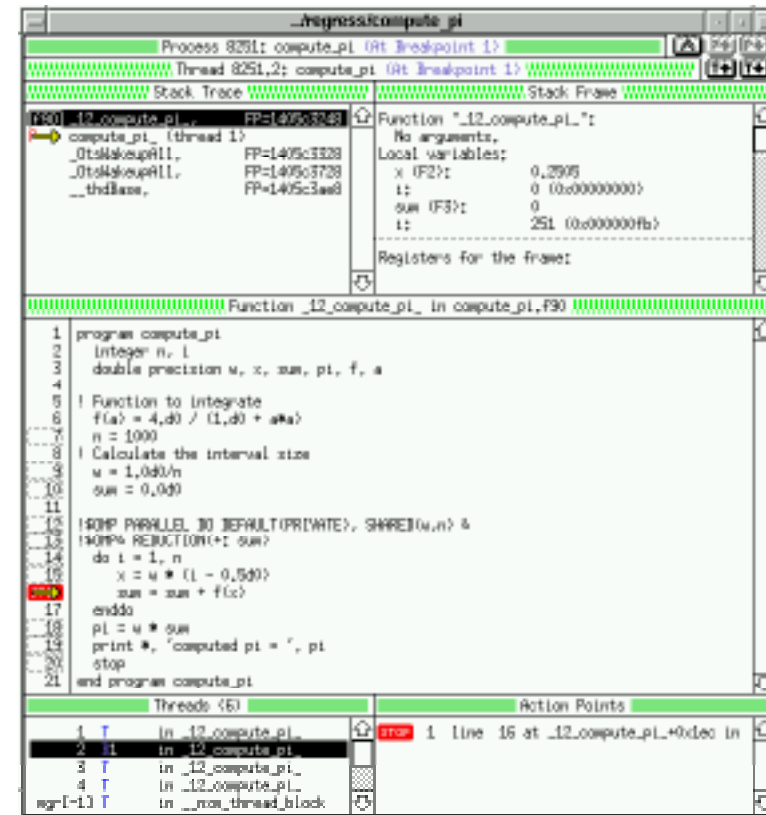 ../regress/compute_pi
Process 8251: compute_pi (At Breakpoint 1)
Thread 8251.2: compute_pi (At Breakpoint 1)
Stack Trace
Stack Frame
f90 _12_compute_pi_, FP=1405c3248
compute_pi_ (thread 1)
_OtsWakeupAll, FP=1405c3328
_OtsWakeupAll, FP=1405c3728
__thdBase, FP=1405c3ae8
Function "_12_compute_pi_":
No arguments.
Local variables:
x (F2): 0.2505
i: 0 (0x00000000)
sum (F3): 0
i: 251 (0x000000fb)
Registers for the frame:
Function _12_compute_pi_ in compute_pi.f90
1 program compute_pi
2 integer n, i
3 double precision w, x, sum, pi, f, a
4
5 ! Function to integrate
6 f(a) = 4.d0 / (1.d0 + a*a)
7 n = 1000
8 ! Calculate the interval size
9 w = 1.0d0/n
10 sum = 0.0d0
11
12 !$OMP PARALLEL DO DEFAULT(PRIVATE), SHARED(w,n) &
13 !$OMP& REDUCTION(+: sum)
14 do i = 1, n
15 x = w * (i - 0.5d0)
sum = sum + f(x)
17 enddo
18 pi = w * sum
19 print *, 'computed pi = ', pi
20 stop
21 end program compute_pi
Threads (6)
Action Points
1 T in _12_compute_pi_
2 in _12_compute_pi_
3 T in _12_compute_pi_
4 T in _12_compute_pi_
mgr[-1] T in __nxm_thread_block
STOP 1 line 16 at _12_compute_pi_+0x1ec in